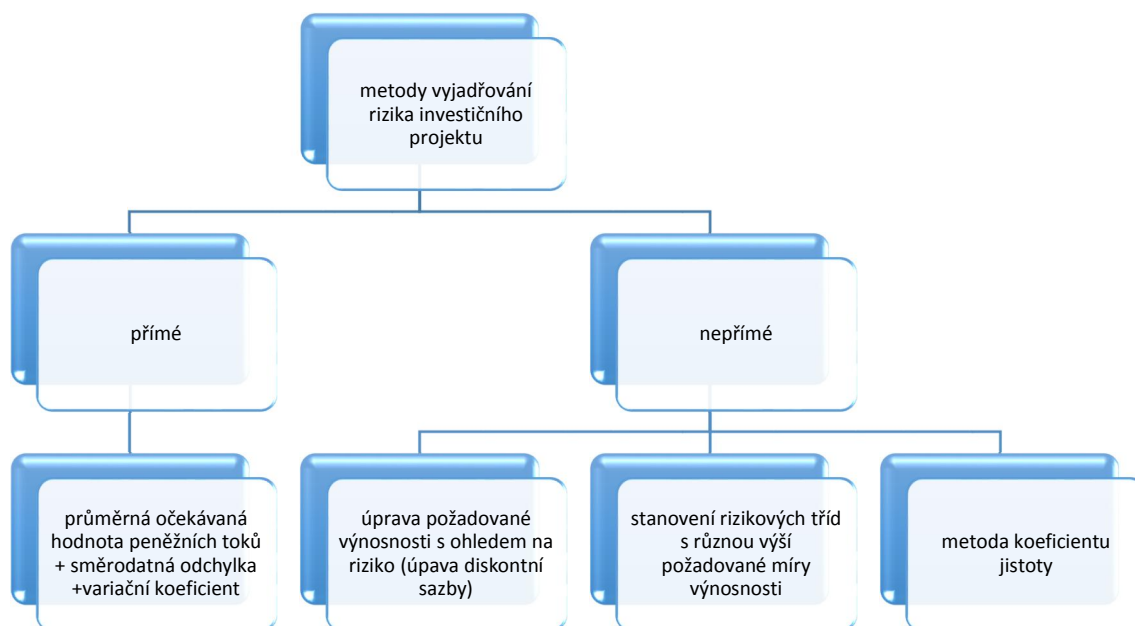 metody vyjadřování
rizika investičního
projektu
přímé
nepřímé
průměrná očekávaná
hodnota peněžních toků
+ směrodatná odchylka
+variační koeficient
úprava požadované
výnosnosti s ohledem na
riziko (úpava diskontní
sazby)
stanovení rizikových tříd
s různou výší
požadované míry
výnosnosti
metoda koeficientu
jistoty